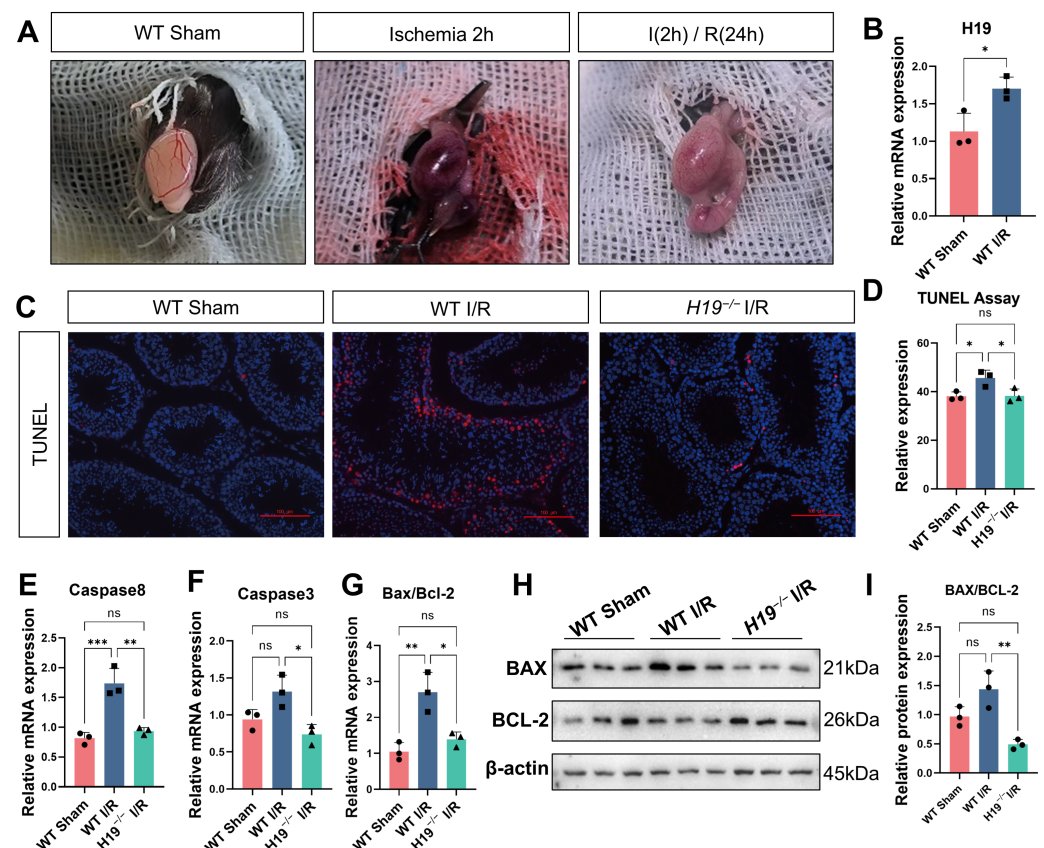 A
WT Sham
Ischemia 2h
I(2h) / R(24h)
B
H19
*
Relative mRNA expression
2.0
1.5
1.0
0.5
0.0
WT Sham
WT I/R
C
WT Sham
WT I/R
H19⁻/⁻ I/R
TUNEL
100 μm
100 μm
100 μm
D
TUNEL Assay
ns
*
*
Relative expression
60
40
20
0
WT Sham
WT I/R
H19⁻/⁻ I/R
E
Caspase8
ns
***
**
Relative mRNA expression
2.5
2.0
1.5
1.0
0.5
0.0
WT Sham
WT I/R
H19⁻/⁻ I/R
F
Caspase3
ns
ns
*
Relative mRNA expression
2.0
1.5
1.0
0.5
0.0
WT Sham
WT I/R
H19⁻/⁻ I/R
G
Bax/Bcl-2
ns
**
*
Relative mRNA expression
4
3
2
1
0
WT Sham
WT I/R
H19⁻/⁻ I/R
H
WT Sham
WT I/R
H19⁻/⁻ I/R
BAX
21kDa
BCL-2
26kDa
β-actin
45kDa
I
BAX/BCL-2
ns
ns
**
Relative protein expression
2.5
2.0
1.5
1.0
0.5
0.0
WT Sham
WT I/R
H19⁻/⁻ I/R